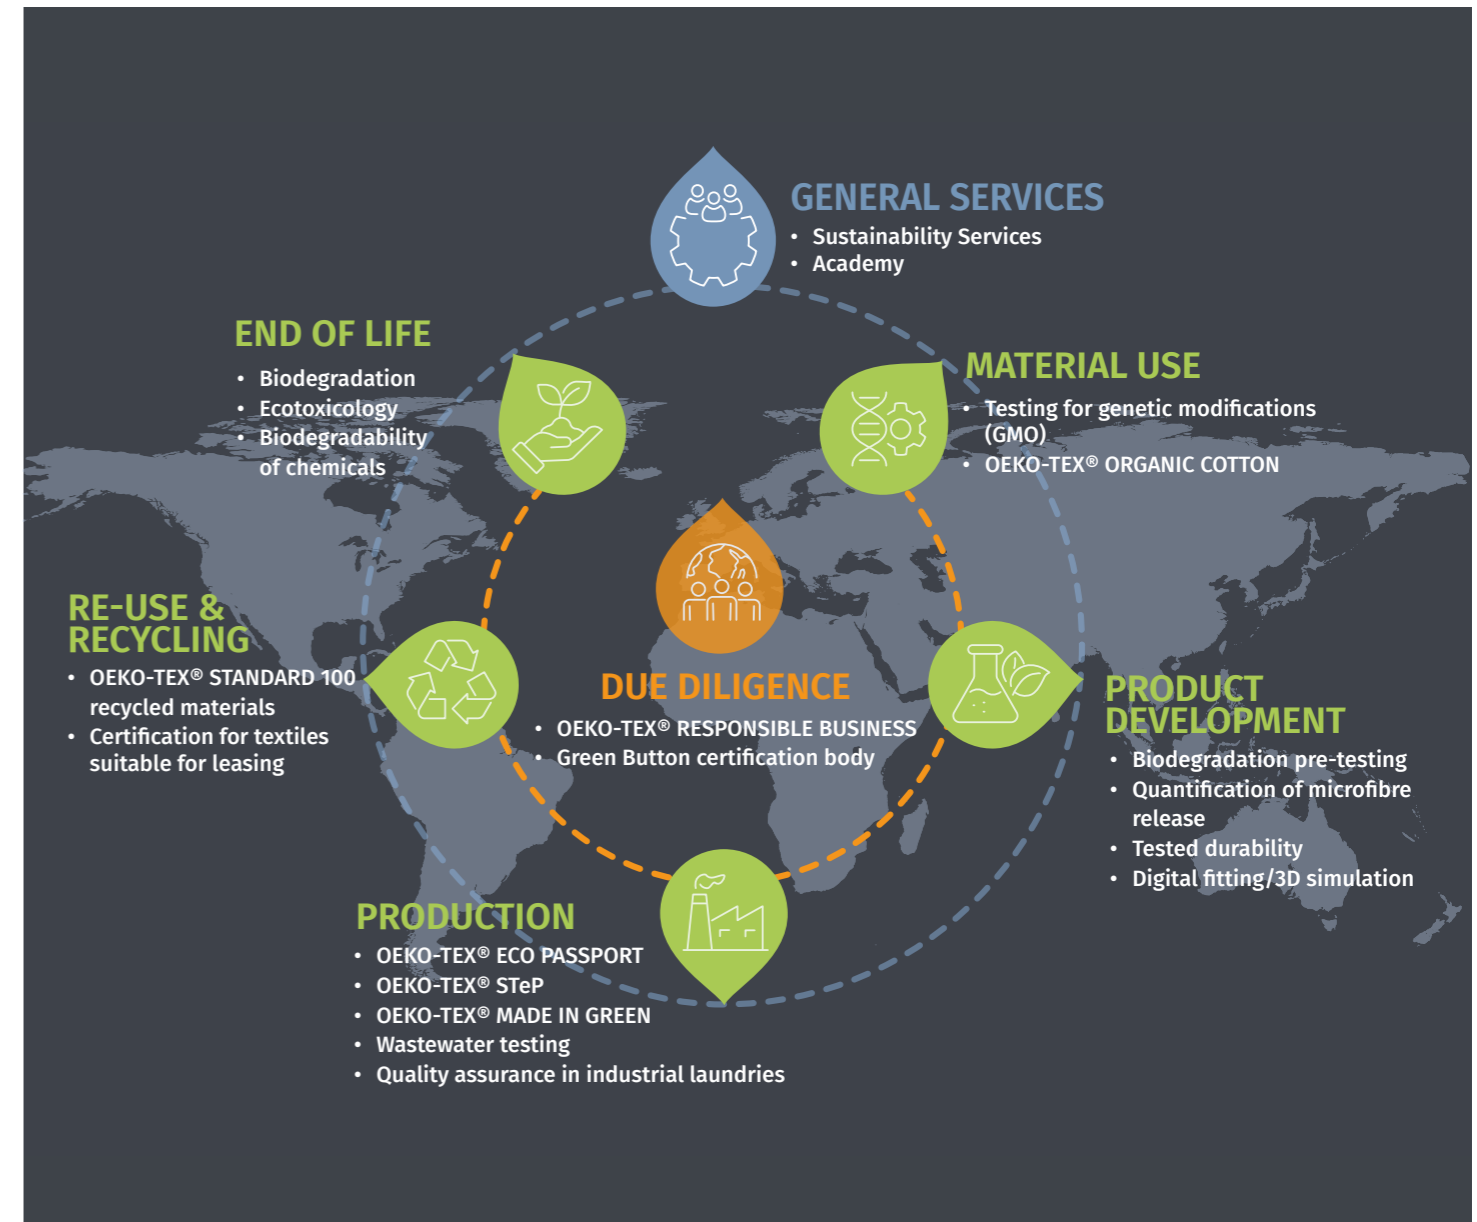 GENERAL SERVICES
• Sustainability Services
• Academy
END OF LIFE
• Biodegradation
• Ecotoxicology
• Biodegradability
of chemicals
MATERIAL USE
• Testing for genetic modifications
(GMO)
• OEKO-TEX® ORGANIC COTTON
RE-USE &
RECYCLING
• OEKO-TEX® STANDARD 100
recycled materials
• Certification for textiles
suitable for leasing
DUE DILIGENCE
• OEKO-TEX® RESPONSIBLE BUSINESS
• Green Button certification body
PRODUCT
DEVELOPMENT
• Biodegradation pre-testing
• Quantification of microfibre
release
• Tested durability
• Digital fitting/3D simulation
PRODUCTION
• OEKO-TEX® ECO PASSPORT
• OEKO-TEX® STeP
• OEKO-TEX® MADE IN GREEN
• Wastewater testing
• Quality assurance in industrial laundries